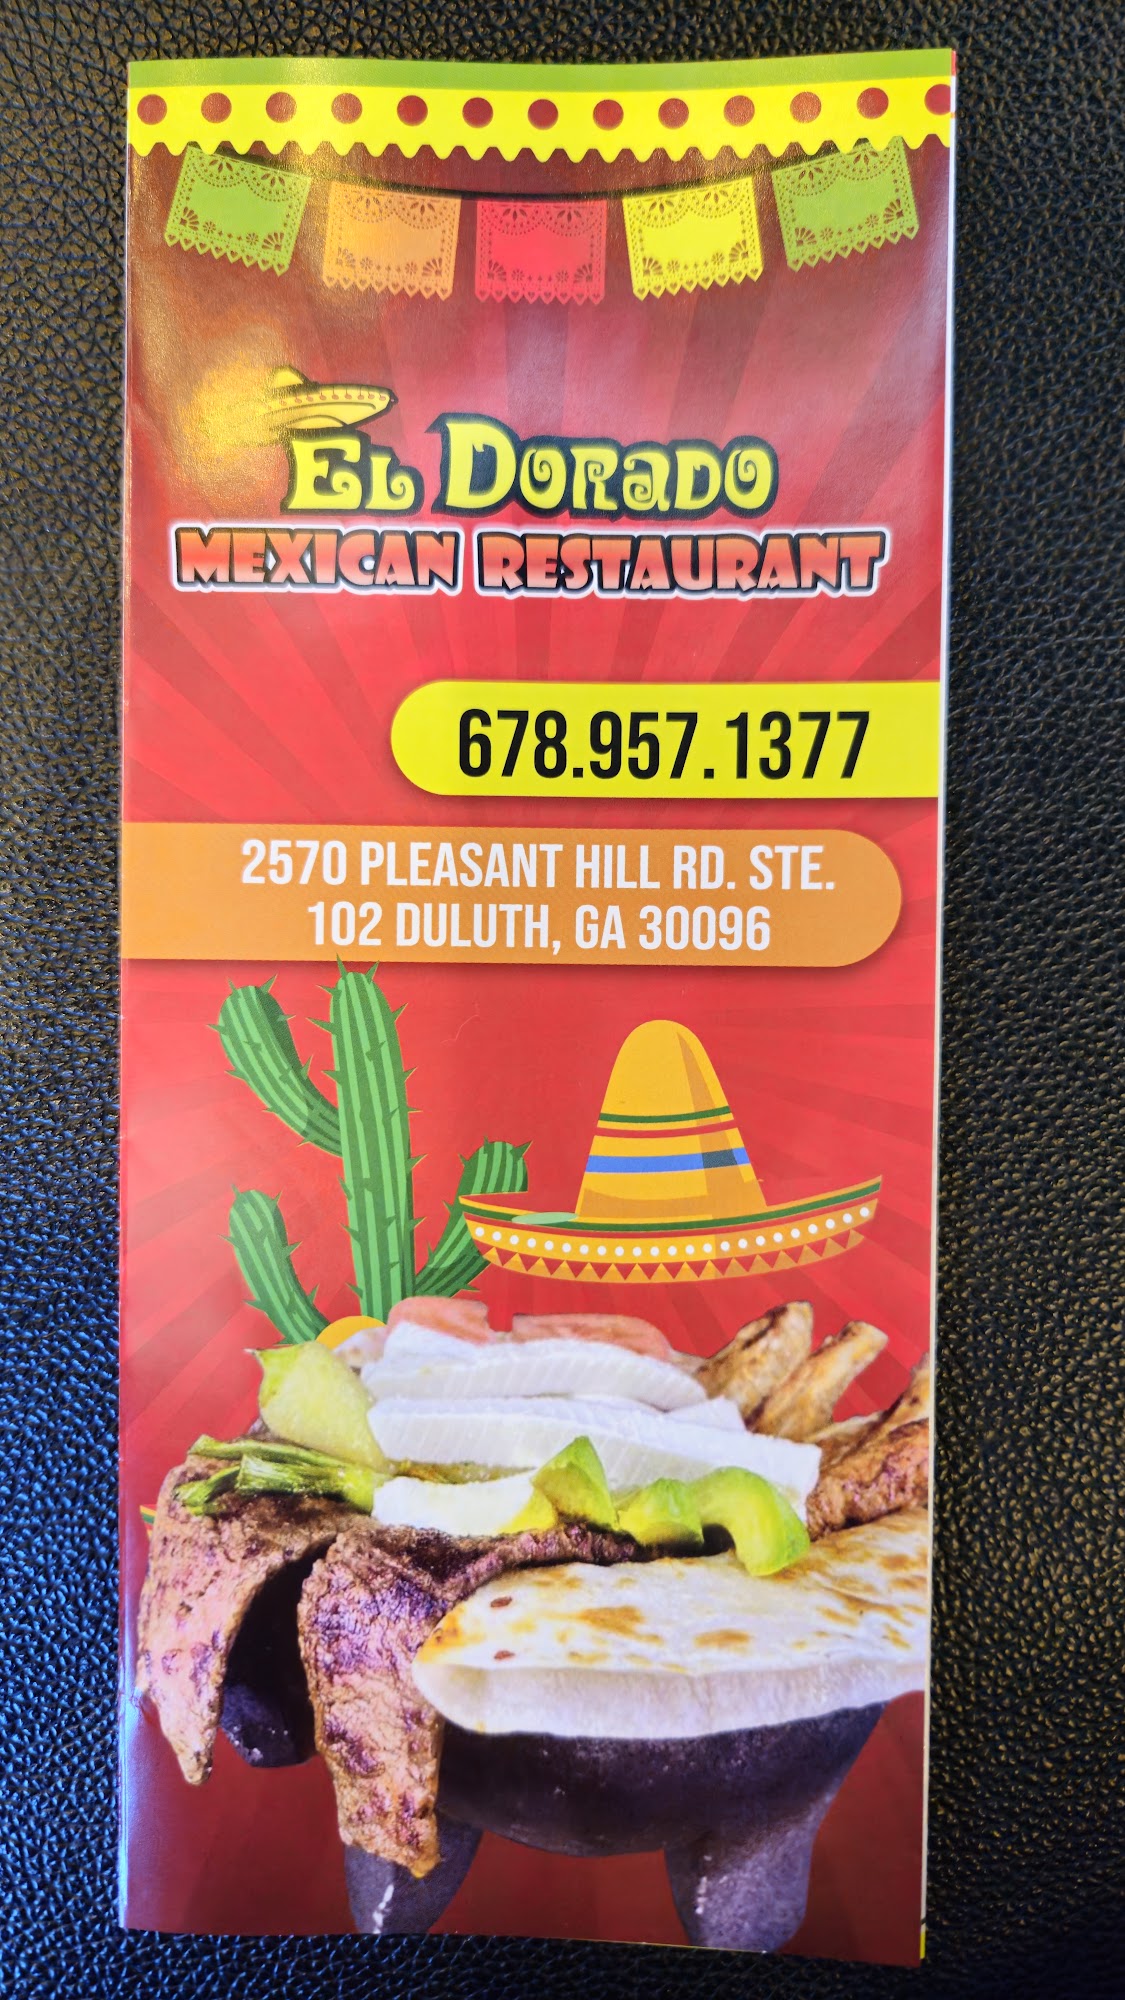 El Dorado
MEXICAN RESTAURANT
678.957.1377
2570 PLEASANT HILL RD. STE.
102 DULUTH, GA 30096